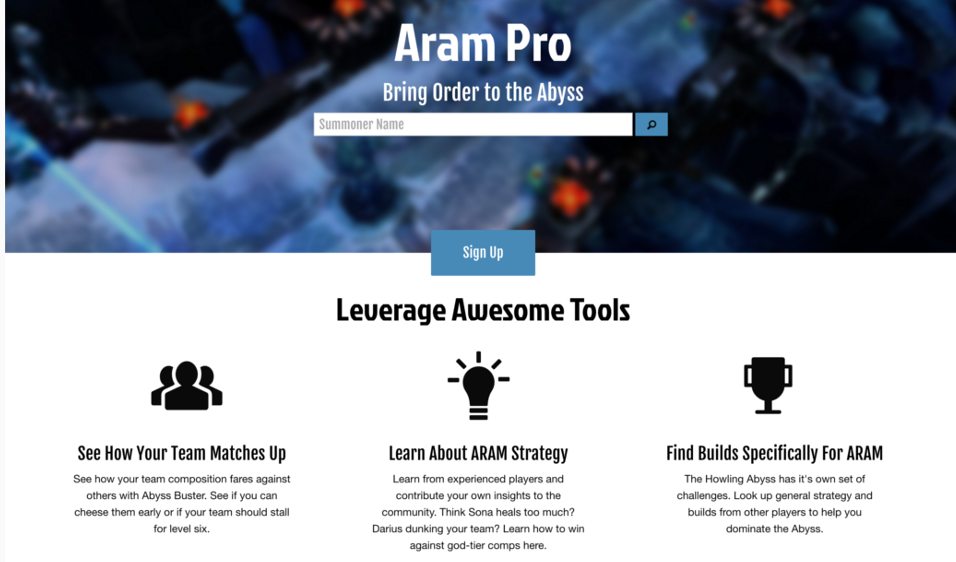 Aram Pro
Bring Order to the Abyss
Summoner Name
Sign Up
Leverage Awesome Tools
See How Your Team Matches Up
See how your team composition fares against
others with Abyss Buster. See if you can
cheese them early or if your team should stall
for level six.
Learn About ARAM Strategy
Learn from experienced players and
contribute your own insights to the
community. Think Sona heals too much?
Darius dunking your team? Learn how to win
against god-tier comps here.
Find Builds Specifically For ARAM
The Howling Abyss has it's own set of
challenges. Look up general strategy and
builds from other players to help you
dominate the Abyss.